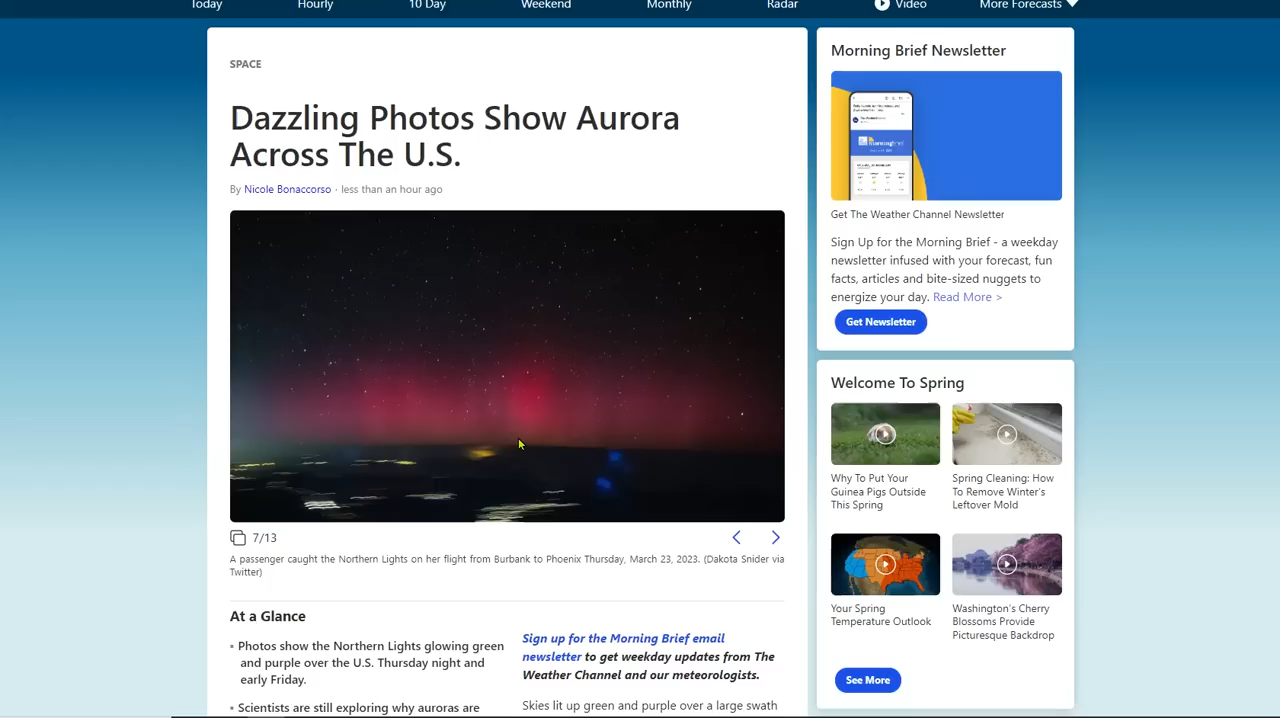 Today
Hourly
10 Day
Weekend
Monthly
Radar
Video
More Forecasts
SPACE
Dazzling Photos Show Aurora
Across The U.S.
By Nicole Bonaccorso · less than an hour ago
7/13
A passenger caught the Northern Lights on her flight from Burbank to Phoenix Thursday, March 23, 2023. (Dakota Snider via
Twitter)
At a Glance
Photos show the Northern Lights glowing green
and purple over the U.S. Thursday night and
early Friday.
Scientists are still exploring why auroras are
Sign up for the Morning Brief email
newsletter to get weekday updates from The
Weather Channel and our meteorologists.
Skies lit up green and purple over a large swath
Morning Brief Newsletter
Get The Weather Channel Newsletter
Sign Up for the Morning Brief - a weekday
newsletter infused with your forecast, fun
facts, articles and bite-sized nuggets to
energize your day. Read More >
Get Newsletter
Welcome To Spring
Why To Put Your
Guinea Pigs Outside
This Spring
Spring Cleaning: How
To Remove Winter's
Leftover Mold
Your Spring
Temperature Outlook
Washington's Cherry
Blossoms Provide
Picturesque Backdrop
See More